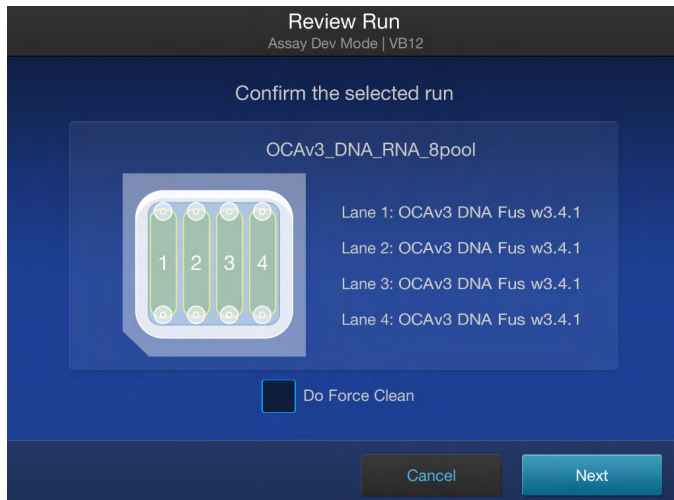 Review Run
Assay Dev Mode | VB12
Confirm the selected run
OCAv3_DNA_RNA_8pool
1 2 3 4
Lane 1: OCAv3 DNA Fus w3.4.1
Lane 2: OCAv3 DNA Fus w3.4.1
Lane 3: OCAv3 DNA Fus w3.4.1
Lane 4: OCAv3 DNA Fus w3.4.1
Do Force Clean
Cancel Next